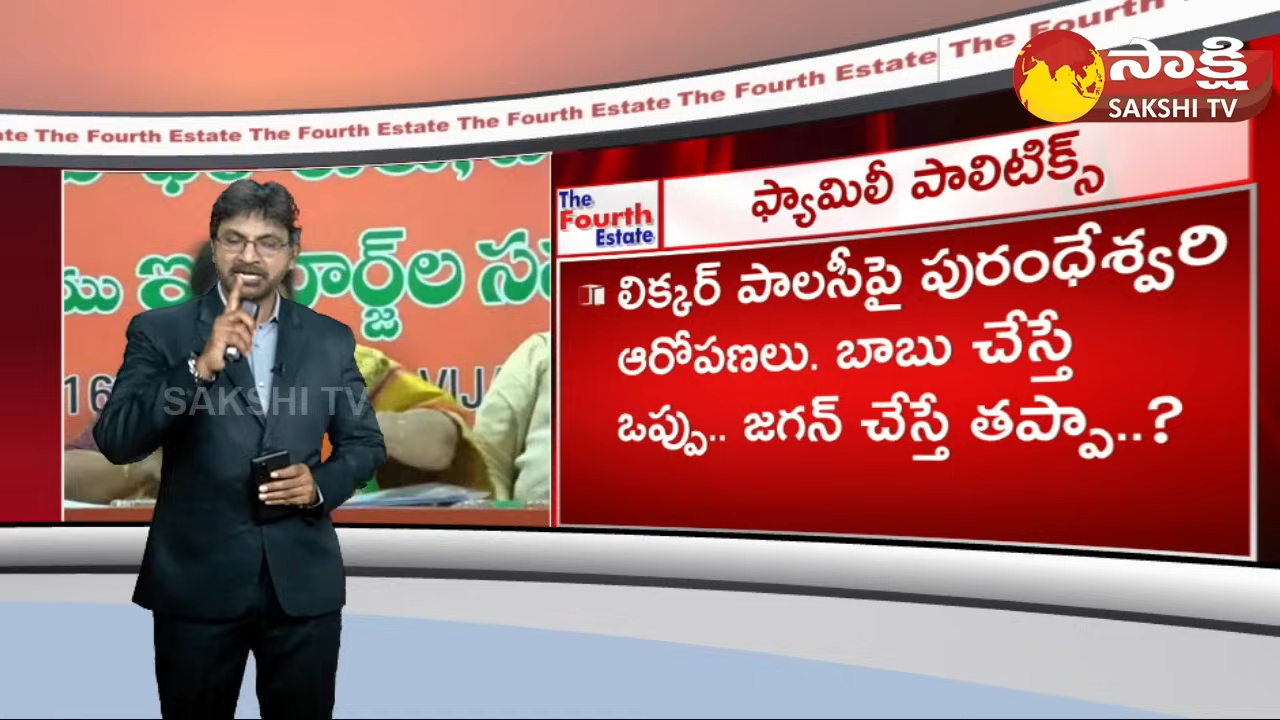 The Fourth Estate The Fourth Estate The Fourth Estate The Fourth Estate The Fourth
సాక్షి
SAKSHI TV
ఫ్యామిలీ పాలిటిక్స్
The
Fourth
Estate
లిక్కర్ పాలసీపై పురంధేశ్వరి
ఆరోపణలు. బాబు చేస్తే
ఒప్పు.. జగన్ చేస్తే తప్పా..?
SAKSHI TV